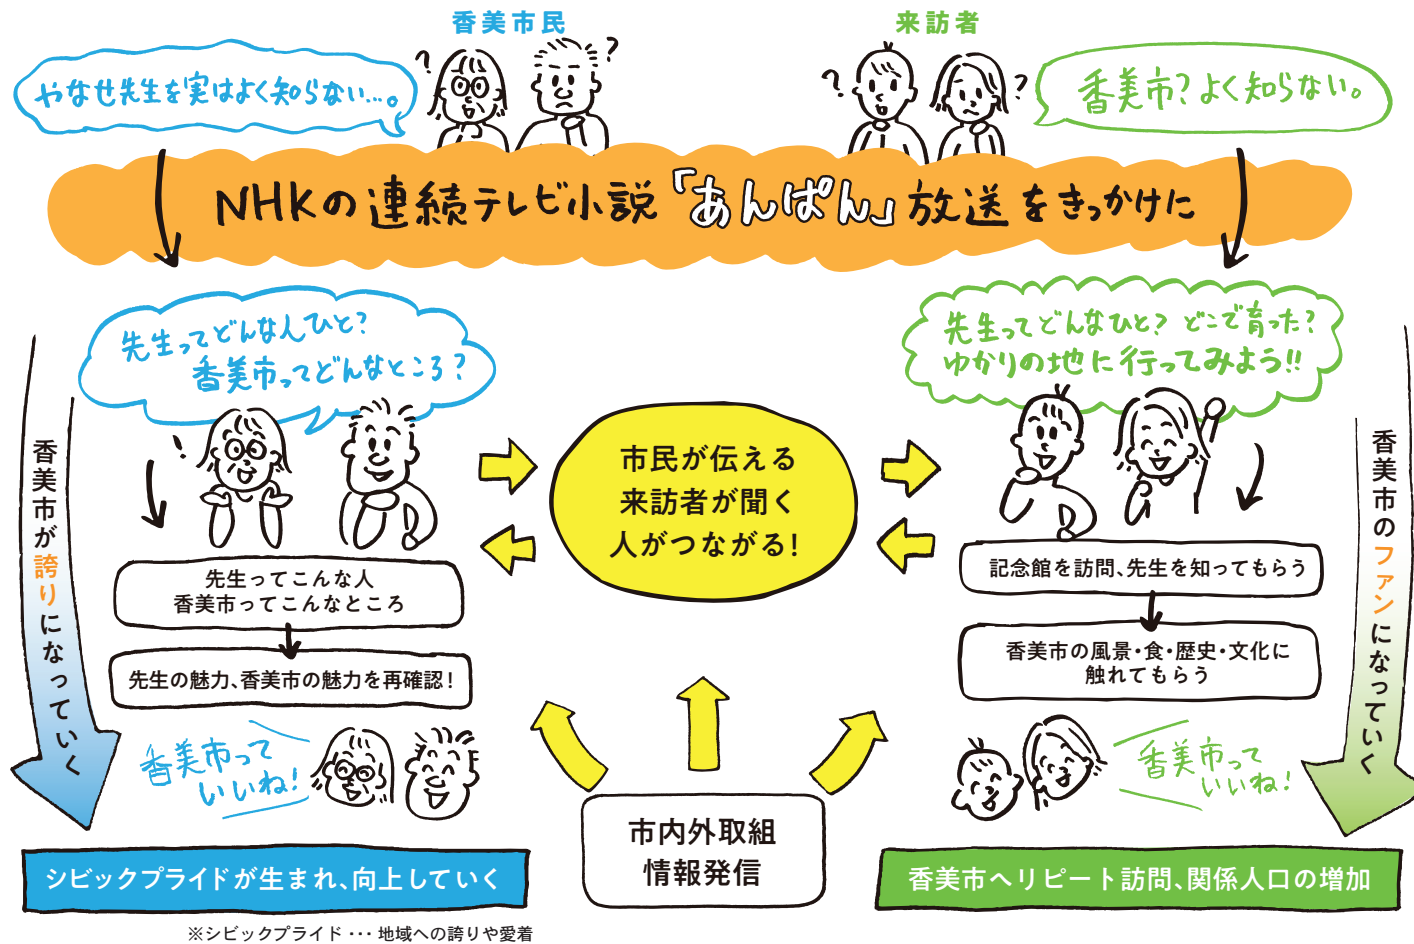 香美市民
来訪者
やなせ先生を実はよく知らない…。
香美市?よく知らない。
NHKの連続テレビ小説「あんぱん」放送をきっかけに
先生ってどんな人ひと?
香美市ってどんなところ?
先生ってどんなひと? どこで育った?
ゆかりの地に行ってみよう!!
香美市が誇りになっていく
市民が伝える
来訪者が聞く
人がつながる!
香美市のファンになっていく
先生ってこんな人
香美市ってこんなところ
先生の魅力、香美市の魅力を再確認!
記念館を訪問、先生を知ってもらう
香美市の風景・食・歴史・文化に
触れてもらう
香美市って
いいね!
香美市って
いいね!
市内外取組
情報発信
シビックプライドが生まれ、向上していく
香美市へリピート訪問、関係人口の増加
※シビックプライド・・・地域への誇りや愛着